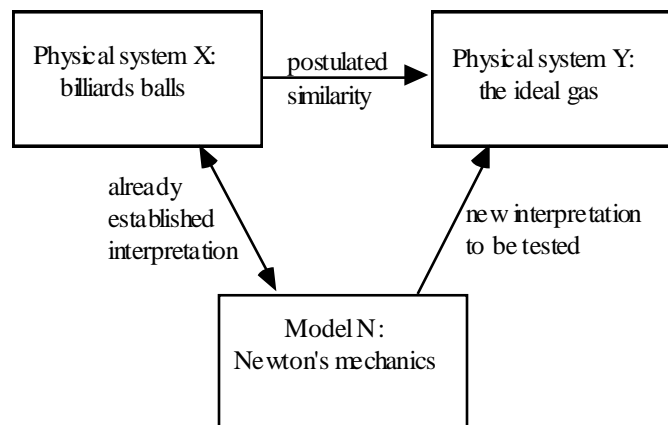 Physical system X:
billiards balls
postulated
similarity
Physical system Y:
the ideal gas
already
established
interpretation
new interpretation
to be tested
Model N:
Newton's mechanics